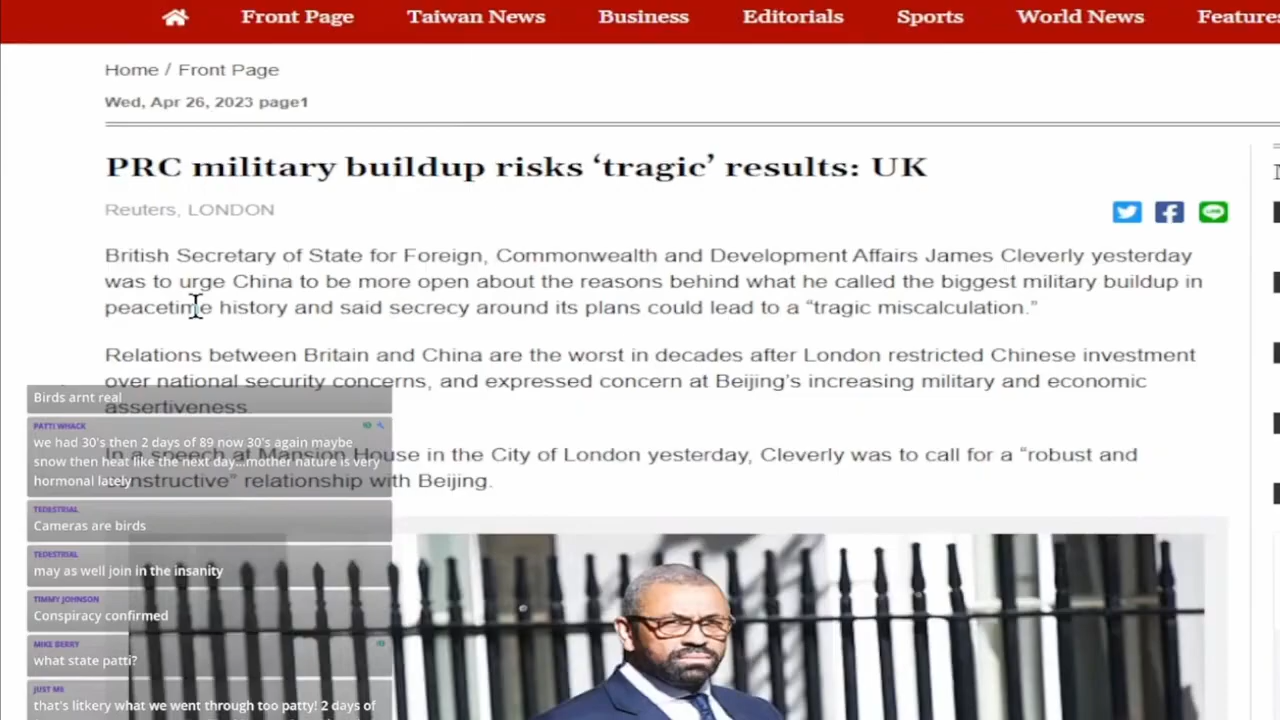 Front Page Taiwan News Business Editorials Sports World News Features
Home / Front Page
Wed, Apr 26, 2023 page1
PRC military buildup risks ‘tragic’ results: UK
Reuters, LONDON
British Secretary of State for Foreign, Commonwealth and Development Affairs James Cleverly yesterday
was to urge China to be more open about the reasons behind what he called the biggest military buildup in
peacetime history and said secrecy around its plans could lead to a “tragic miscalculation.”
Relations between Britain and China are the worst in decades after London restricted Chinese investment
over national security concerns, and expressed concern at Beijing’s increasing military and economic
assertiveness.
In a speech at Mansion House in the City of London yesterday, Cleverly was to call for a “robust and
constructive” relationship with Beijing.
Birds arnt real
PATTI WHACK
we had 30's then 2 days of 89 now 30's again maybe
snow then heat like the next day...mother nature is very
hormonal lately
TEDESTRIAL
Cameras are birds
TEDESTRIAL
may as well join in the insanity
TIMMY JOHNSON
Conspiracy confirmed
MIKE BERRY
what state patti?
JUST ME
that's litkery what we went through too patty! 2 days of